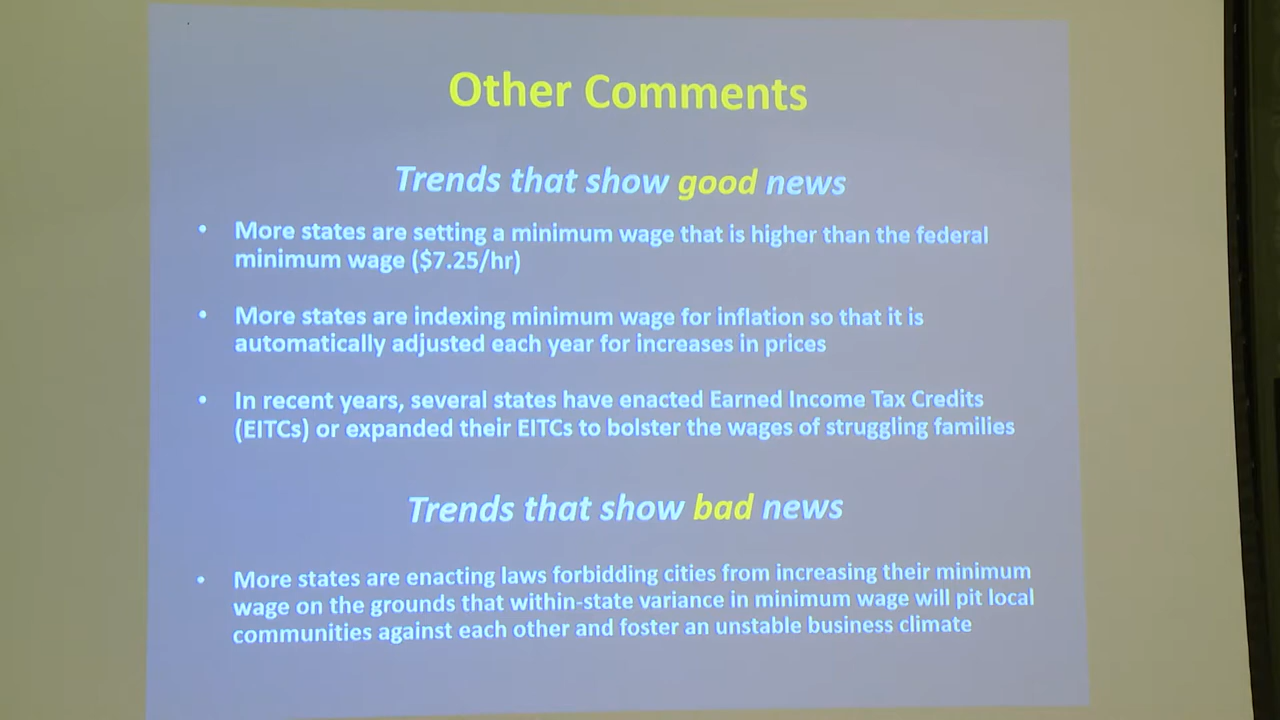 Other Comments
Trends that show good news
• More states are setting a minimum wage that is higher than the federal
minimum wage ($7.25/hr)
• More states are indexing minimum wage for inflation so that it is
automatically adjusted each year for increases in prices
• In recent years, several states have enacted Earned Income Tax Credits
(EITCs) or expanded their EITCs to bolster the wages of struggling families
Trends that show bad news
• More states are enacting laws forbidding cities from increasing their minimum
wage on the grounds that within-state variance in minimum wage will pit local
communities against each other and foster an unstable business climate